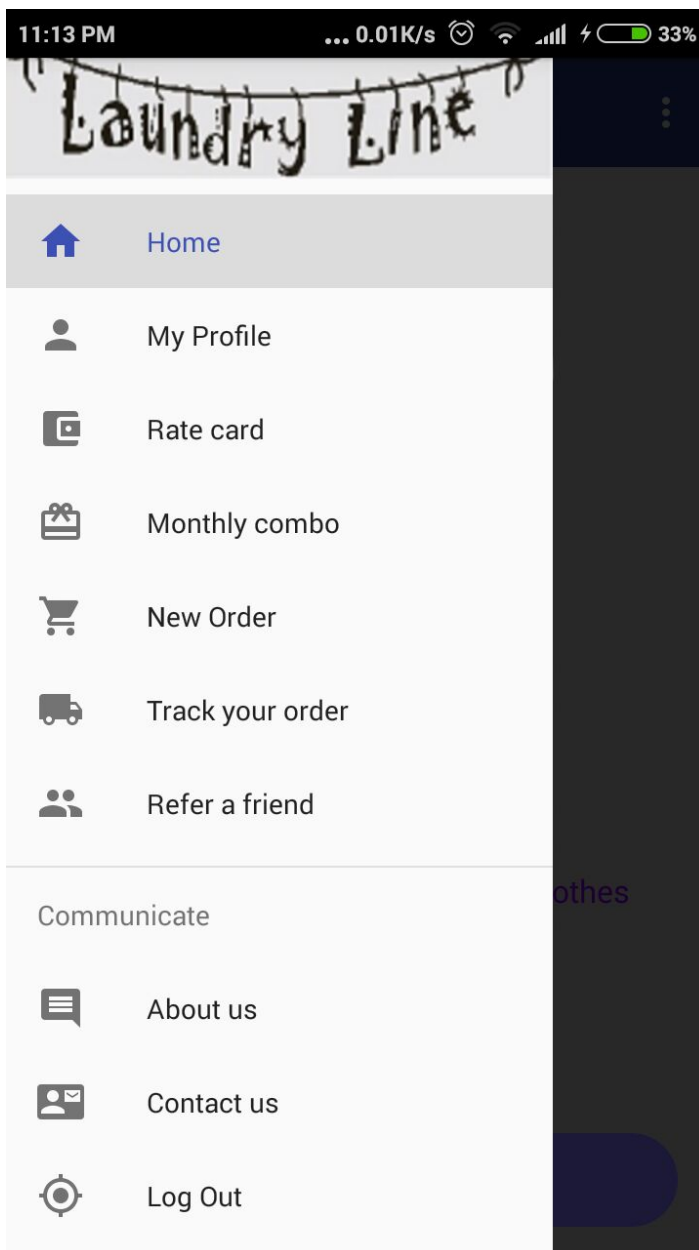 11:13 PM ... 0.01K/s 33%
Laundry Line
Home
My Profile
Rate card
Monthly combo
New Order
Track your order
Refer a friend
othes
Communicate
About us
Contact us
Log Out